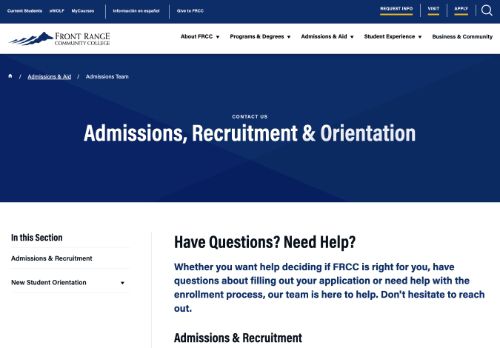 Current Students eWOLF MyCourses Información en español Give to FRCC REQUEST INFO VISIT APPLY
FRONT RANGE
COMMUNITY COLLEGE
About FRCC Programs & Degrees Admissions & Aid Student Experience Business & Community
/ Admissions & Aid / Admissions Team
CONTACT US
Admissions, Recruitment & Orientation
In this Section
Admissions & Recruitment
New Student Orientation
Have Questions? Need Help?
Whether you want help deciding if FRCC is right for you, have
questions about filling out your application or need help with the
enrollment process, our team is here to help. Don't hesitate to reach
out.
Admissions & Recruitment